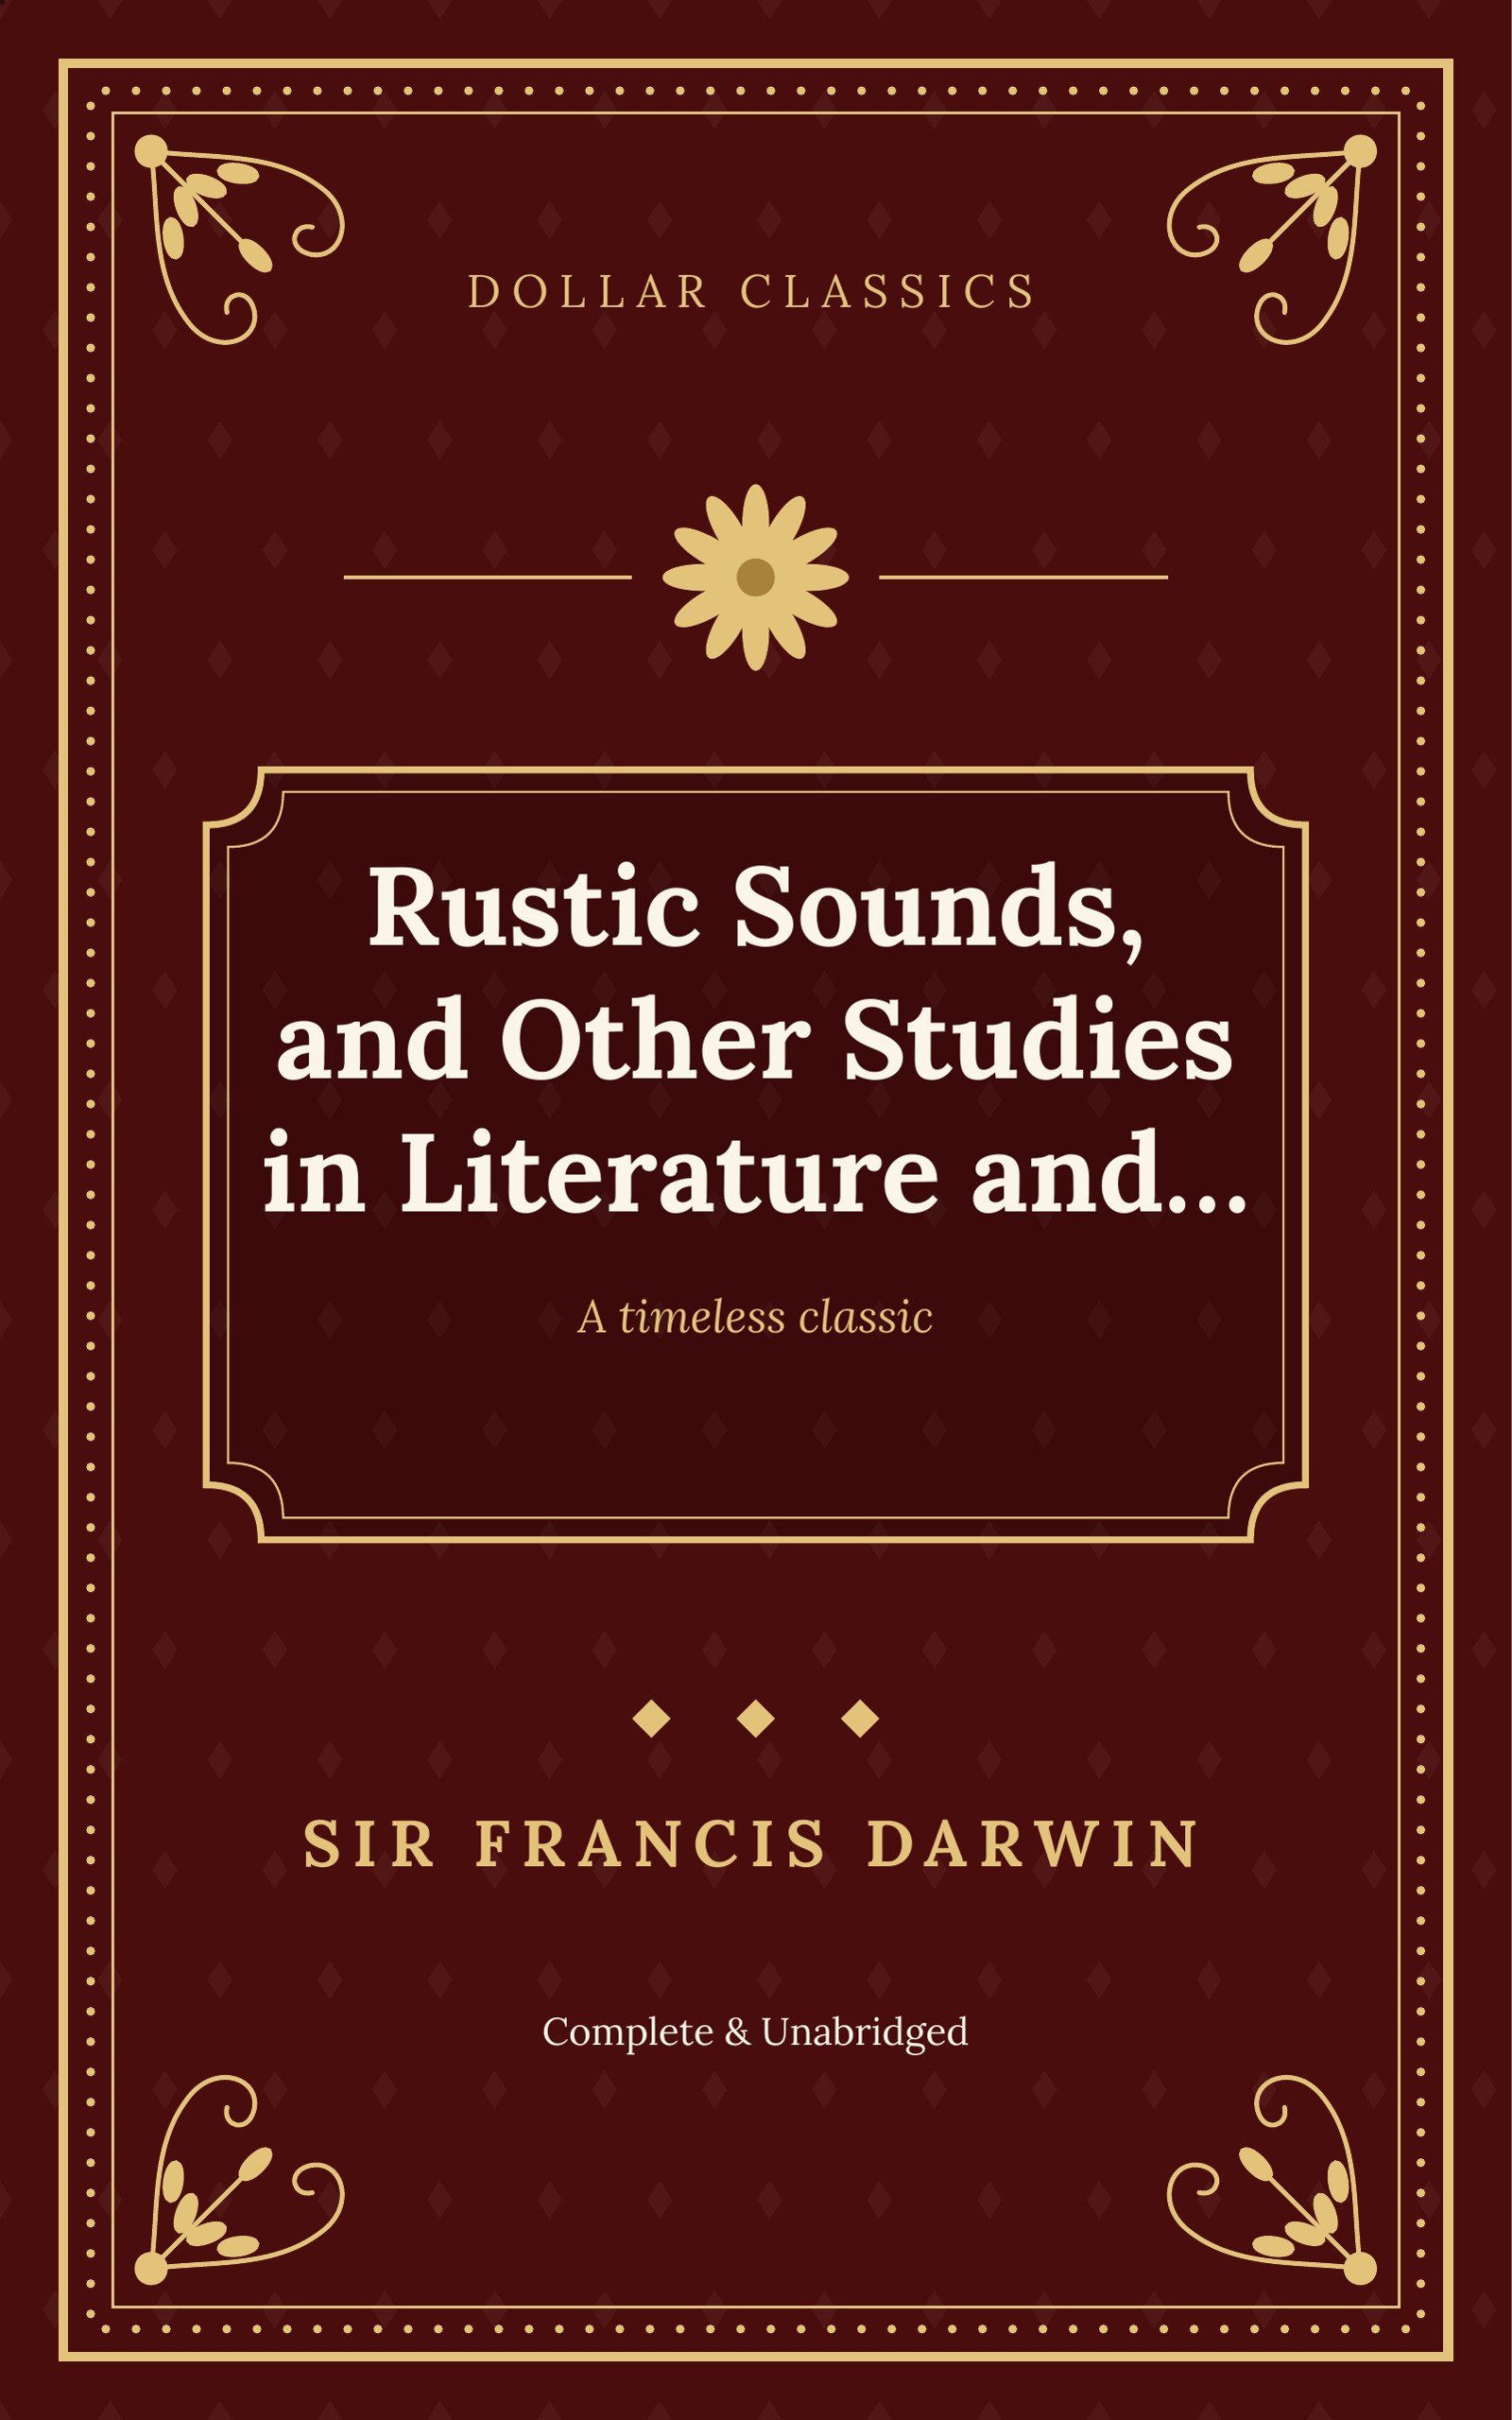 DOLLAR CLASSICS
Rustic Sounds,
and Other Studies
in Literature and...
A timeless classic
SIR FRANCIS DARWIN
Complete & Unabridged